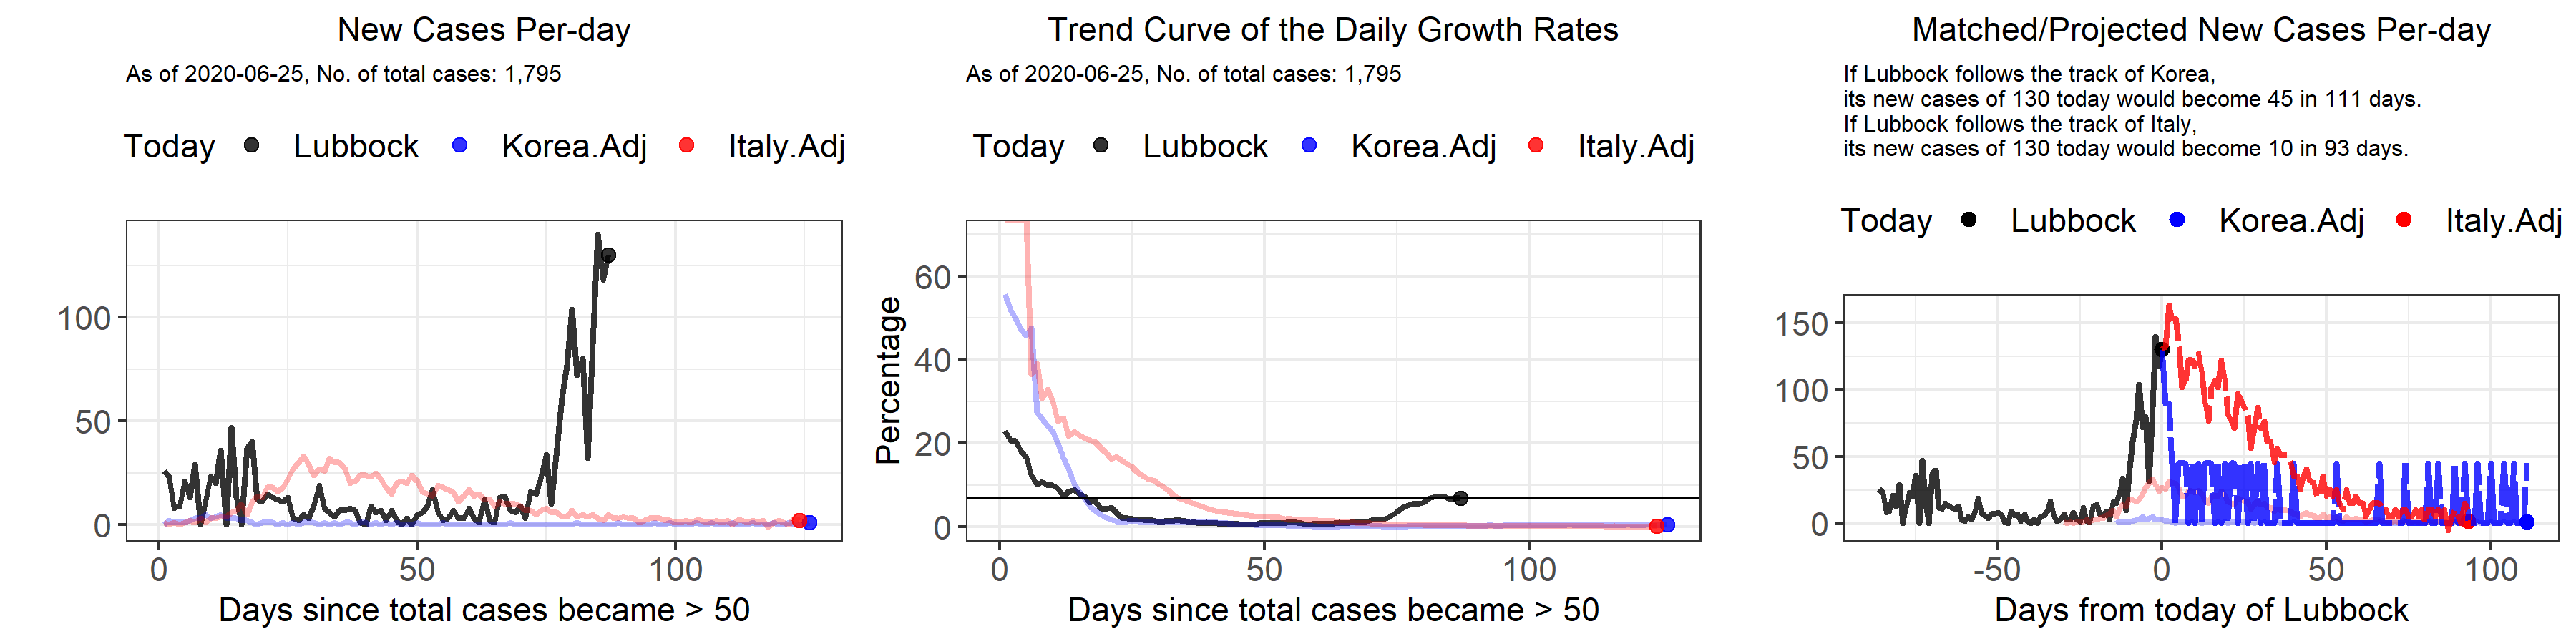 New Cases Per-day
As of 2020-06-25, No. of total cases: 1,795
Today Lubbock Korea.Adj Italy.Adj
100
50
0
0 50 100
Days since total cases became > 50
Trend Curve of the Daily Growth Rates
As of 2020-06-25, No. of total cases: 1,795
Today Lubbock Korea.Adj Italy.Adj
Percentage
60
40
20
0
0 50 100
Days since total cases became > 50
Matched/Projected New Cases Per-day
If Lubbock follows the track of Korea,
its new cases of 130 today would become 45 in 111 days.
If Lubbock follows the track of Italy,
its new cases of 130 today would become 10 in 93 days.
Today Lubbock Korea.Adj Italy.Adj
150
100
50
0
-50 0 50 100
Days from today of Lubbock